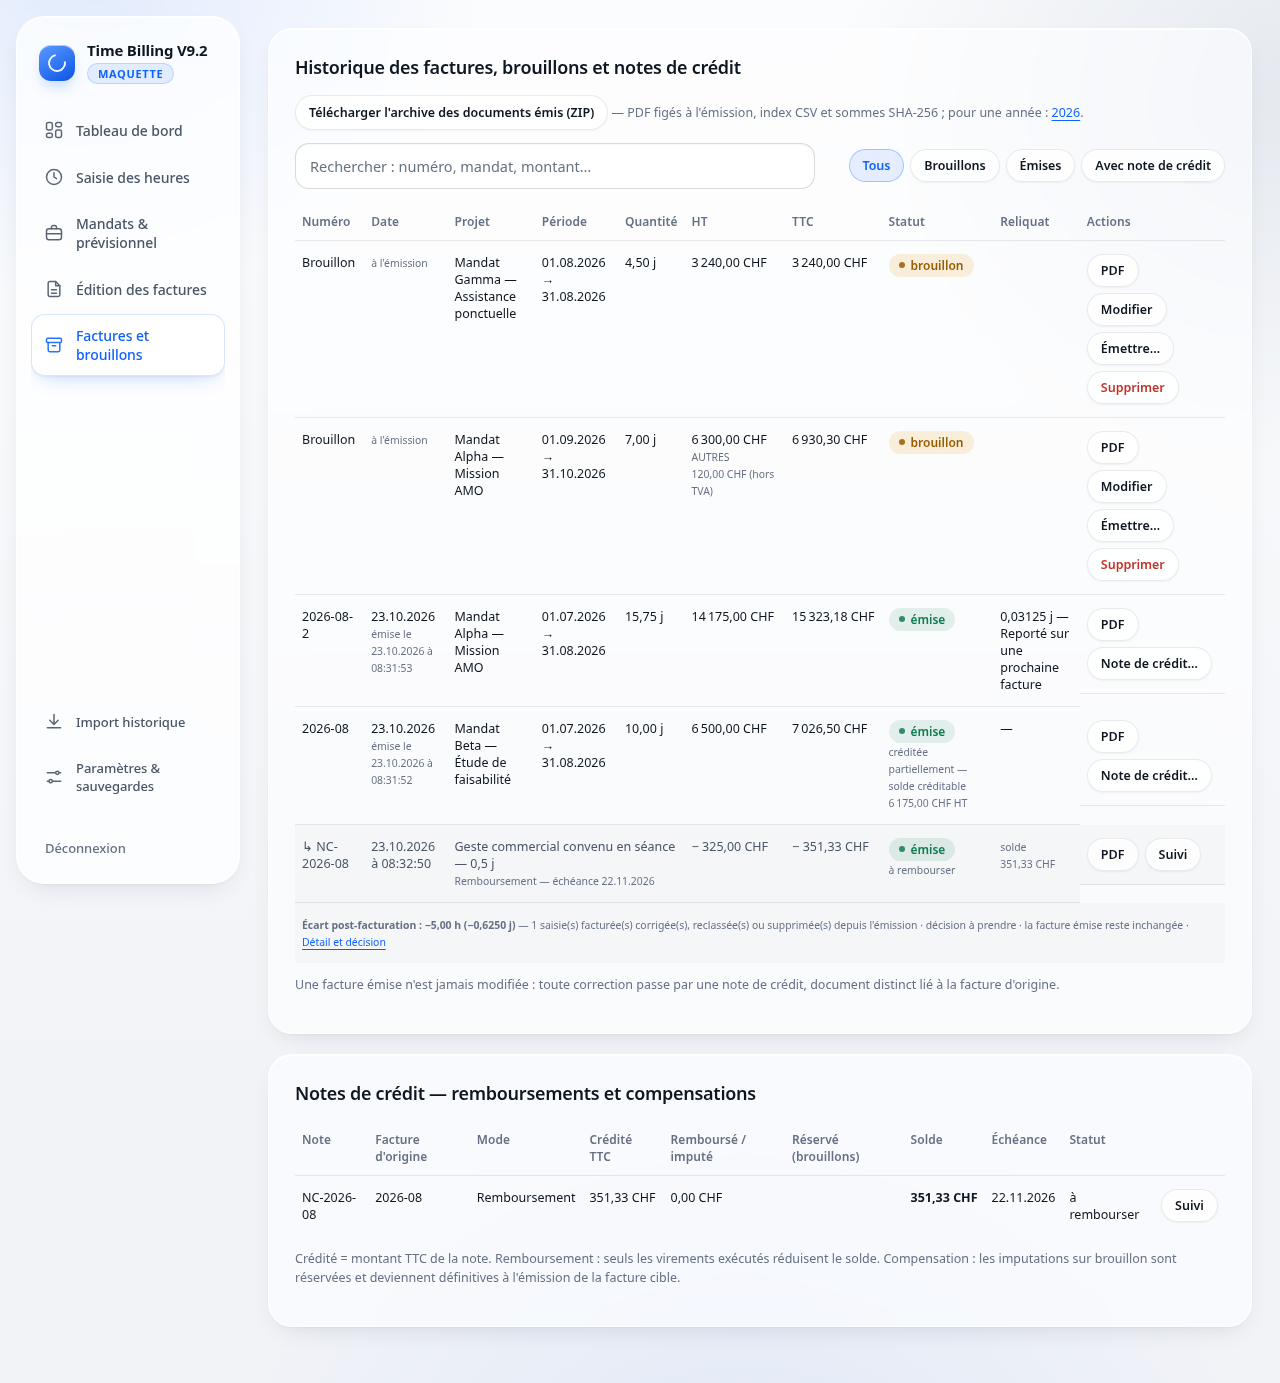 Time Billing V9.2
MAQUETTE
Tableau de bord
Saisie des heures
Mandats &
prévisionnel
Édition des factures
Factures et
brouillons
Import historique
Paramètres &
sauvegardes
Déconnexion
Historique des factures, brouillons et notes de crédit
Télécharger l'archive des documents émis (ZIP) — PDF figés à l'émission, index CSV et sommes SHA-256 ; pour une année : 2026.
Rechercher : numéro, mandat, montant…
Tous Brouillons Émises Avec note de crédit
Numéro Date Projet Période Quantité HT TTC Statut Reliquat Actions
Brouillon à l'émission Mandat 01.08.2026 4,50 j 3 240,00 CHF 3 240,00 CHF brouillon PDF
Gamma — →
Assistance 31.08.2026
ponctuelle
Modifier
Émettre…
Supprimer
Brouillon à l'émission Mandat 01.09.2026 7,00 j 6 300,00 CHF 6 930,30 CHF brouillon PDF
Alpha — → AUTRES
Mission 31.10.2026 120,00 CHF (hors
AMO TVA)
Modifier
Émettre…
Supprimer
2026-08- 23.10.2026 Mandat 01.07.2026 15,75 j 14 175,00 CHF 15 323,18 CHF émise 0,03125 j — PDF
2 émise le Alpha — → Reporté sur
23.10.2026 à Mission 31.08.2026 une
08:31:53 AMO prochaine Note de crédit…
facture
2026-08 23.10.2026 Mandat 01.07.2026 10,00 j 6 500,00 CHF 7 026,50 CHF émise — PDF
émise le Beta — → créditée
23.10.2026 à Étude de 31.08.2026 partiellement —
08:31:52 faisabilité solde créditable Note de crédit…
6 175,00 CHF HT
↳ NC- 23.10.2026 Geste commercial convenu en séance − 325,00 CHF − 351,33 CHF émise solde PDF Suivi
2026-08 à 08:32:50 — 0,5 j à rembourser 351,33 CHF
Remboursement — échéance 22.11.2026
Écart post-facturation : −5,00 h (−0,6250 j) — 1 saisie(s) facturée(s) corrigée(s), reclassée(s) ou supprimée(s) depuis l'émission · décision à prendre · la facture émise reste inchangée ·
Détail et décision
Une facture émise n'est jamais modifiée : toute correction passe par une note de crédit, document distinct lié à la facture d'origine.
Notes de crédit — remboursements et compensations
Note Facture Mode Crédité Remboursé / Réservé Solde Échéance Statut
d'origine TTC imputé (brouillons)
NC-2026- 2026-08 Remboursement 351,33 CHF 0,00 CHF 351,33 CHF 22.11.2026 à Suivi
08 rembourser
Crédité = montant TTC de la note. Remboursement : seuls les virements exécutés réduisent le solde. Compensation : les imputations sur brouillon sont
réservées et deviennent définitives à l'émission de la facture cible.